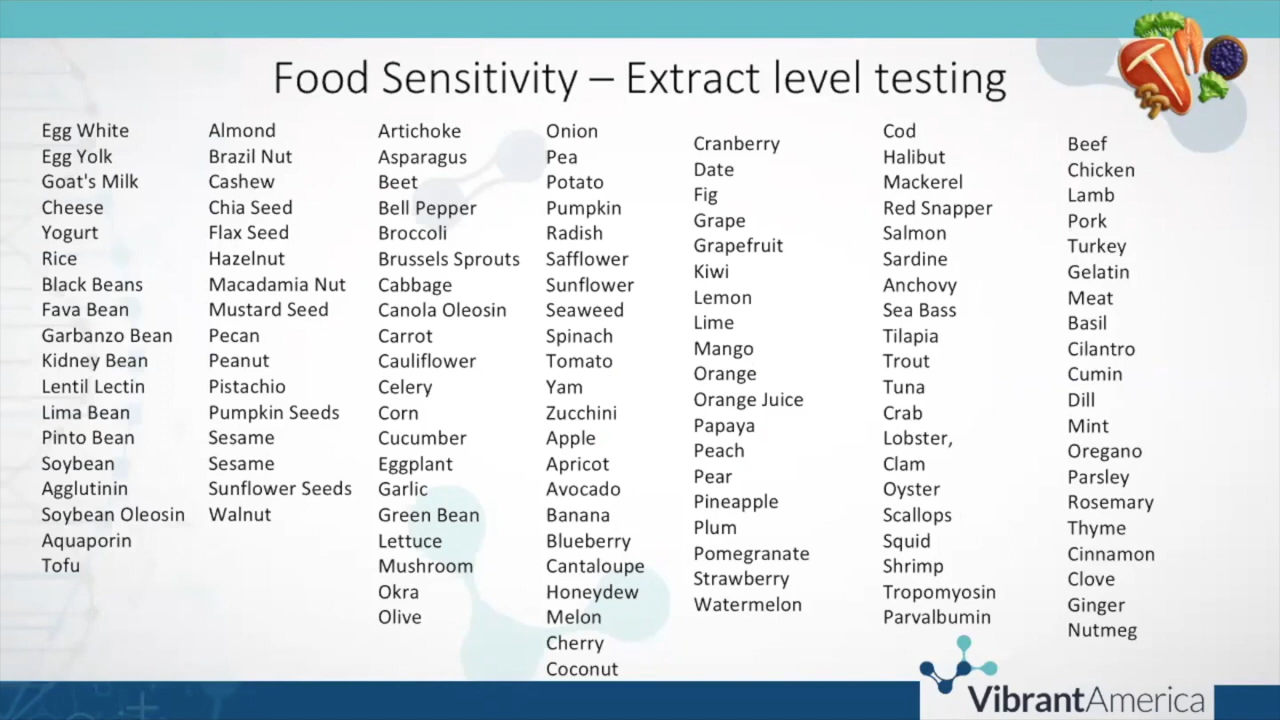 Food Sensitivity – Extract level testing
Egg White
Egg Yolk
Goat's Milk
Cheese
Yogurt
Rice
Black Beans
Fava Bean
Garbanzo Bean
Kidney Bean
Lentil Lectin
Lima Bean
Pinto Bean
Soybean
Agglutinin
Soybean Oleosin
Aquaporin
Tofu
Almond
Brazil Nut
Cashew
Chia Seed
Flax Seed
Hazelnut
Macadamia Nut
Mustard Seed
Pecan
Peanut
Pistachio
Pumpkin Seeds
Sesame
Sesame
Sunflower Seeds
Walnut
Artichoke
Asparagus
Beet
Bell Pepper
Broccoli
Brussels Sprouts
Cabbage
Canola Oleosin
Carrot
Cauliflower
Celery
Corn
Cucumber
Eggplant
Garlic
Green Bean
Lettuce
Mushroom
Okra
Olive
Onion
Pea
Potato
Pumpkin
Radish
Safflower
Sunflower
Seaweed
Spinach
Tomato
Yam
Zucchini
Apple
Apricot
Avocado
Banana
Blueberry
Cantaloupe
Honeydew
Melon
Cherry
Coconut
Cranberry
Date
Fig
Grape
Grapefruit
Kiwi
Lemon
Lime
Mango
Orange
Orange Juice
Papaya
Peach
Pear
Pineapple
Plum
Pomegranate
Strawberry
Watermelon
Cod
Halibut
Mackerel
Red Snapper
Salmon
Sardine
Anchovy
Sea Bass
Tilapia
Trout
Tuna
Crab
Lobster,
Clam
Oyster
Scallops
Squid
Shrimp
Tropomyosin
Parvalbumin
Beef
Chicken
Lamb
Pork
Turkey
Gelatin
Meat
Basil
Cilantro
Cumin
Dill
Mint
Oregano
Parsley
Rosemary
Thyme
Cinnamon
Clove
Ginger
Nutmeg
VibrantAmerica